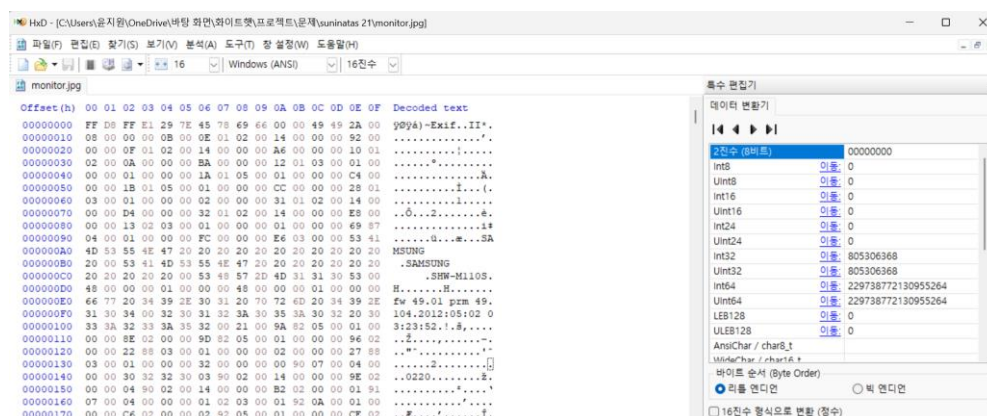 HxD - [C:\Users\윤지원\OneDrive\바탕 화면\화이트햇\프로젝트\문제\suninatas 21\monitor.jpg]
파일(F) 편집(E) 찾기(S) 보기(V) 분석(A) 도구(T) 창 설정(W) 도움말(H)
16 Windows (ANSI) 16진수
monitor.jpg
Offset(h) 00 01 02 03 04 05 06 07 08 09 0A 0B 0C 0D 0E 0F Decoded text
00000000 FF D8 FF E1 29 7E 45 78 69 66 00 00 49 49 2A 00 ÿØÿá)~Exif..II*.
00000010 08 00 00 00 0B 00 0E 01 02 00 14 00 00 00 92 00 ..............'.
00000020 00 00 0F 01 02 00 14 00 00 00 A6 00 00 00 10 01 ..........¦.....
00000030 02 00 0A 00 00 00 BA 00 00 00 12 01 03 00 01 00 ......º.........
00000040 00 00 01 00 00 00 1A 01 05 00 01 00 00 00 C4 00 ..............Ä.
00000050 00 00 1B 01 05 00 01 00 00 00 CC 00 00 00 28 01 ..........Ì...(.
00000060 03 00 01 00 00 00 02 00 00 00 31 01 02 00 14 00 ..........1.....
00000070 00 00 D4 00 00 00 32 01 02 00 14 00 00 00 E8 00 ..Ô...2.......è.
00000080 00 00 13 02 03 00 01 00 00 00 01 00 00 00 69 87 ..............i‡
00000090 04 00 01 00 00 00 FC 00 00 00 E6 03 00 00 53 41 ......ü...æ...SA
000000A0 4D 53 55 4E 47 20 20 20 20 20 20 20 20 20 20 20 MSUNG
000000B0 20 00 53 41 4D 53 55 4E 47 20 20 20 20 20 20 20 .SAMSUNG
000000C0 20 20 20 20 20 00 53 48 57 2D 4D 31 31 30 53 00 .SHW-M110S.
000000D0 48 00 00 00 01 00 00 00 48 00 00 00 01 00 00 00 H.......H.......
000000E0 66 77 20 34 39 2E 30 31 20 70 72 6D 20 34 39 2E fw 49.01 prm 49.
000000F0 31 30 34 00 32 30 31 32 3A 30 35 3A 30 32 20 30 104.2012:05:02 0
00000100 33 3A 32 33 3A 35 32 00 21 00 9A 82 05 00 01 00 3:23:52.!.š‚....
00000110 00 00 8E 02 00 00 9D 82 05 00 01 00 00 00 96 02 ..Ž....‚......–.
00000120 00 00 22 88 03 00 01 00 00 00 02 00 00 00 27 88 .."ˆ..........'ˆ
00000130 03 00 01 00 00 00 32 00 00 00 00 90 07 00 04 00 ......2.........
00000140 00 00 30 32 32 30 03 90 02 00 14 00 00 00 9E 02 ..0220........ž.
00000150 00 00 04 90 02 00 14 00 00 00 B2 02 00 00 01 91 ..........²....'
00000160 07 00 04 00 00 00 01 02 03 00 01 92 0A 00 01 00 ...........'....
00000170 00 00 C6 02 00 00 02 92 05 00 01 00 00 00 CE 02 ..Æ....'......Î.
특수 편집기
데이터 변환기
2진수 (8비트) 00000000
Int8 이동: 0
UInt8 이동: 0
Int16 이동: 0
UInt16 이동: 0
Int24 이동: 0
UInt24 이동: 0
Int32 이동: 805306368
UInt32 이동: 805306368
Int64 이동: 229738772130955264
UInt64 이동: 229738772130955264
LEB128 이동: 0
ULEB128 이동: 0
AnsiChar / char8_t
WideChar / char16_t
바이트 순서 (Byte Order)
리틀 엔디언 빅 엔디언
16진수 형식으로 변환 (정수)